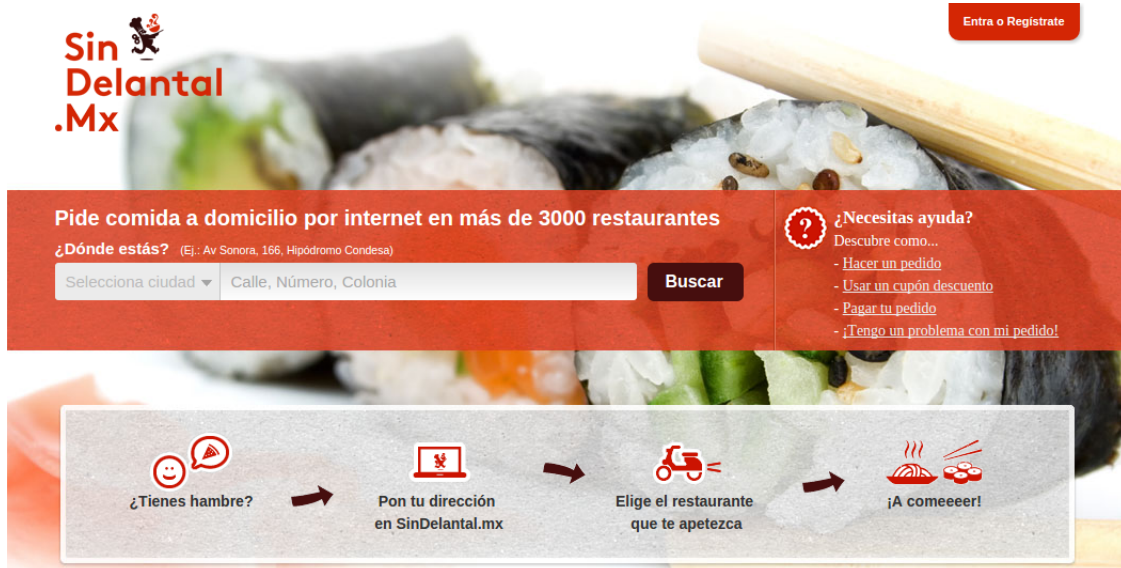 Sin
Delantal
.Mx
Entra o Regístrate
Pide comida a domicilio por internet en más de 3000 restaurantes
¿Dónde estás? (Ej.: Av Sonora, 166, Hipódromo Condesa)
Selecciona ciudad
Calle, Número, Colonia
Buscar
?
¿Necesitas ayuda?
Descubre como...
- Hacer un pedido
- Usar un cupón descuento
- Pagar tu pedido
- ¡Tengo un problema con mi pedido!
¿Tienes hambre?
Pon tu dirección
en SinDelantal.mx
Elige el restaurante
que te apetezca
¡A comeeeer!